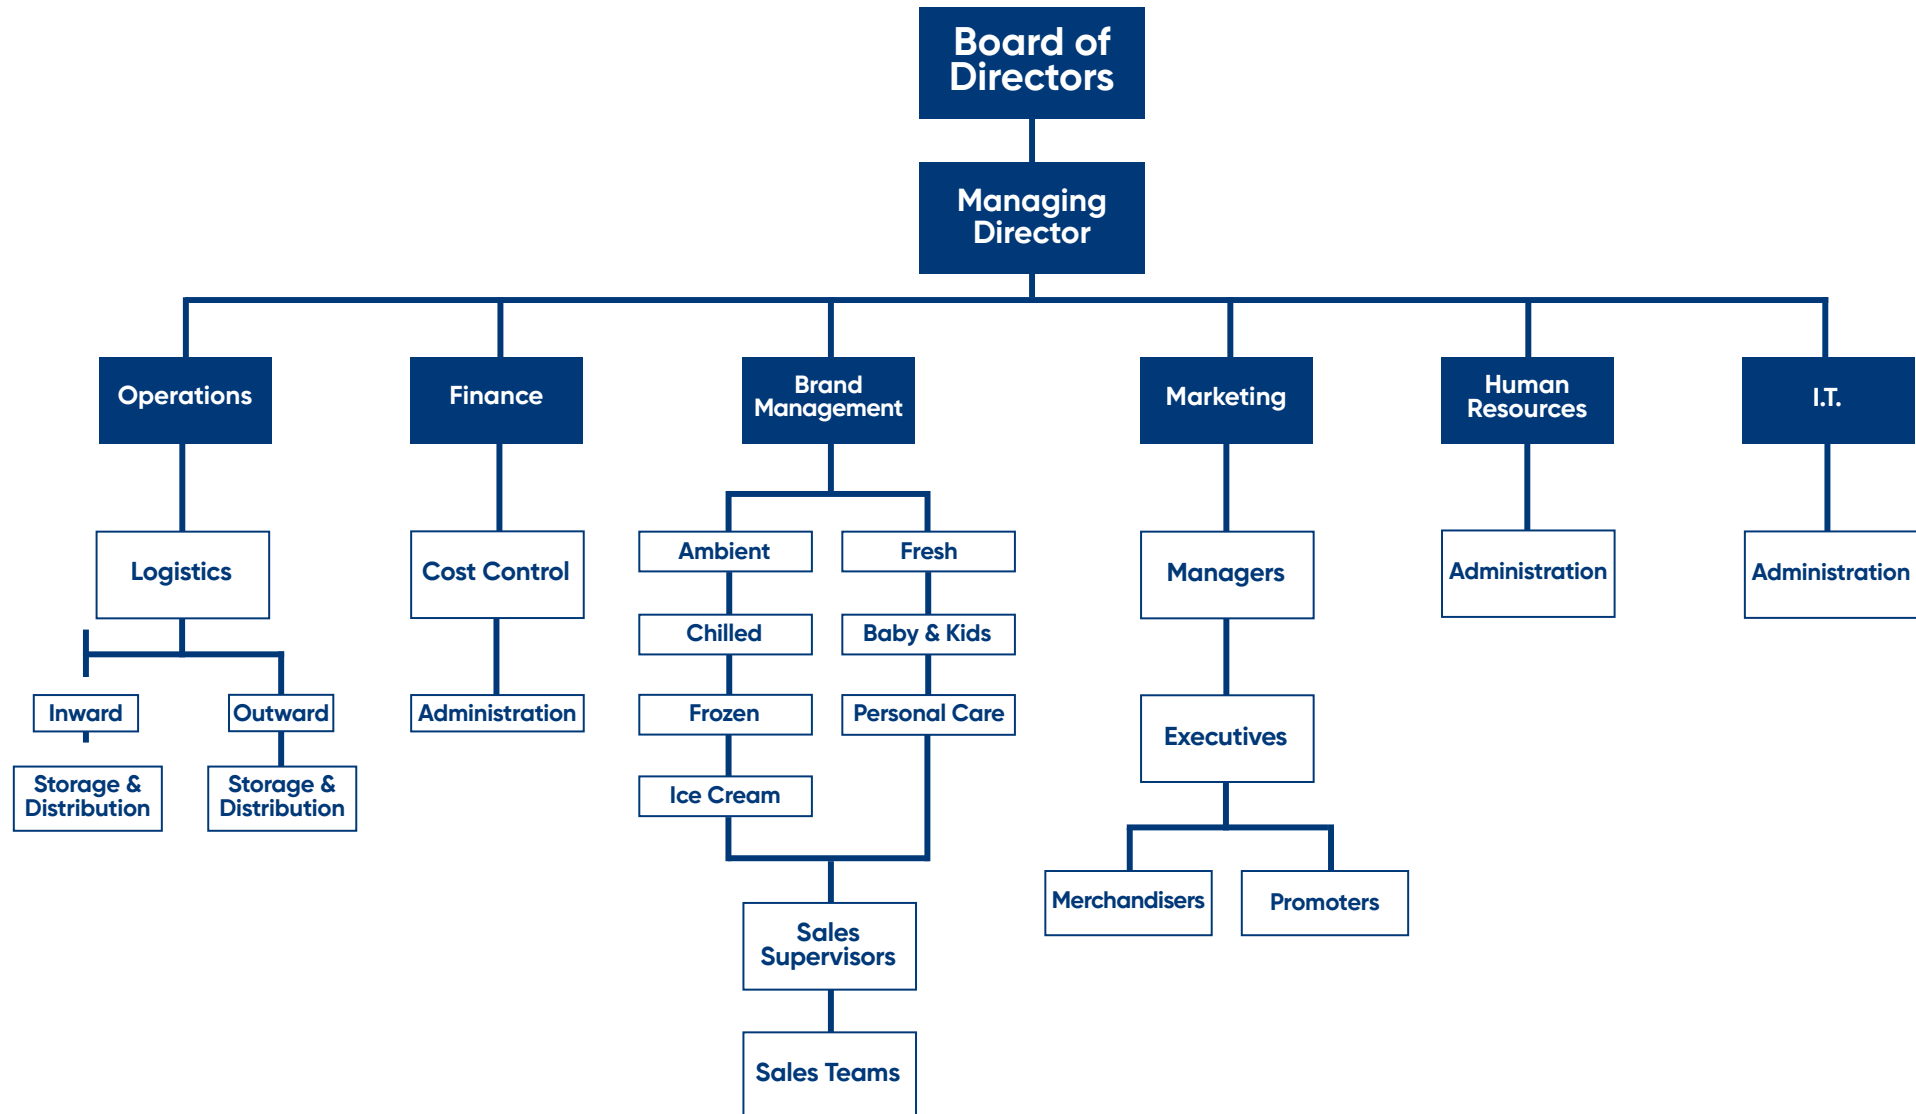 Board of
Directors
Managing
Director
Operations
Finance
Brand
Management
Marketing
Human
Resources
I.T.
Logistics
Cost Control
Ambient
Fresh
Managers
Administration
Administration
Chilled
Baby & Kids
Inward
Outward
Administration
Frozen
Personal Care
Executives
Storage &
Distribution
Storage &
Distribution
Ice Cream
Merchandisers
Promoters
Sales
Supervisors
Sales Teams